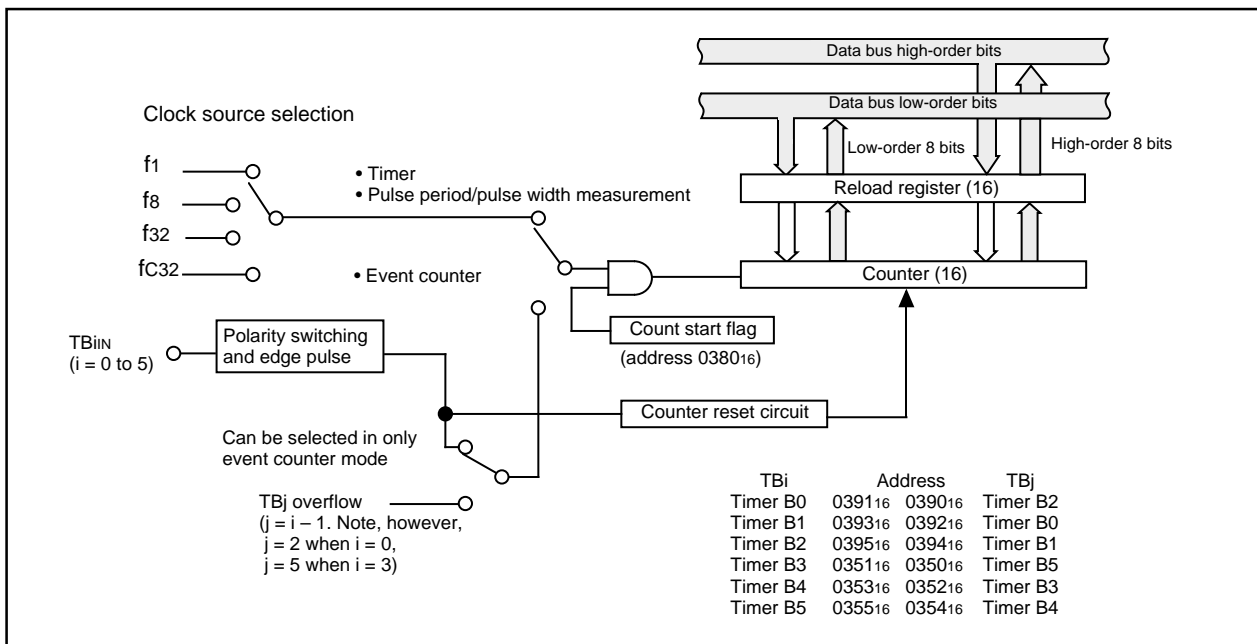 Data bus high-order bits
Data bus low-order bits
Clock source selection
Low-order 8 bits
High-order 8 bits
f1
• Timer
Reload register (16)
f8
• Pulse period/pulse width measurement
f32
fC32
• Event counter
Counter (16)
TBiIN
(i = 0 to 5)
Polarity switching
and edge pulse
Count start flag
(address 038016)
Counter reset circuit
Can be selected in only
event counter mode
TBj overflow
(j = i – 1. Note, however,
j = 2 when i = 0,
j = 5 when i = 3)
TBi Address TBj
Timer B0 039116 039016 Timer B2
Timer B1 039316 039216 Timer B0
Timer B2 039516 039416 Timer B1
Timer B3 035116 035016 Timer B5
Timer B4 035316 035216 Timer B3
Timer B5 035516 035416 Timer B4